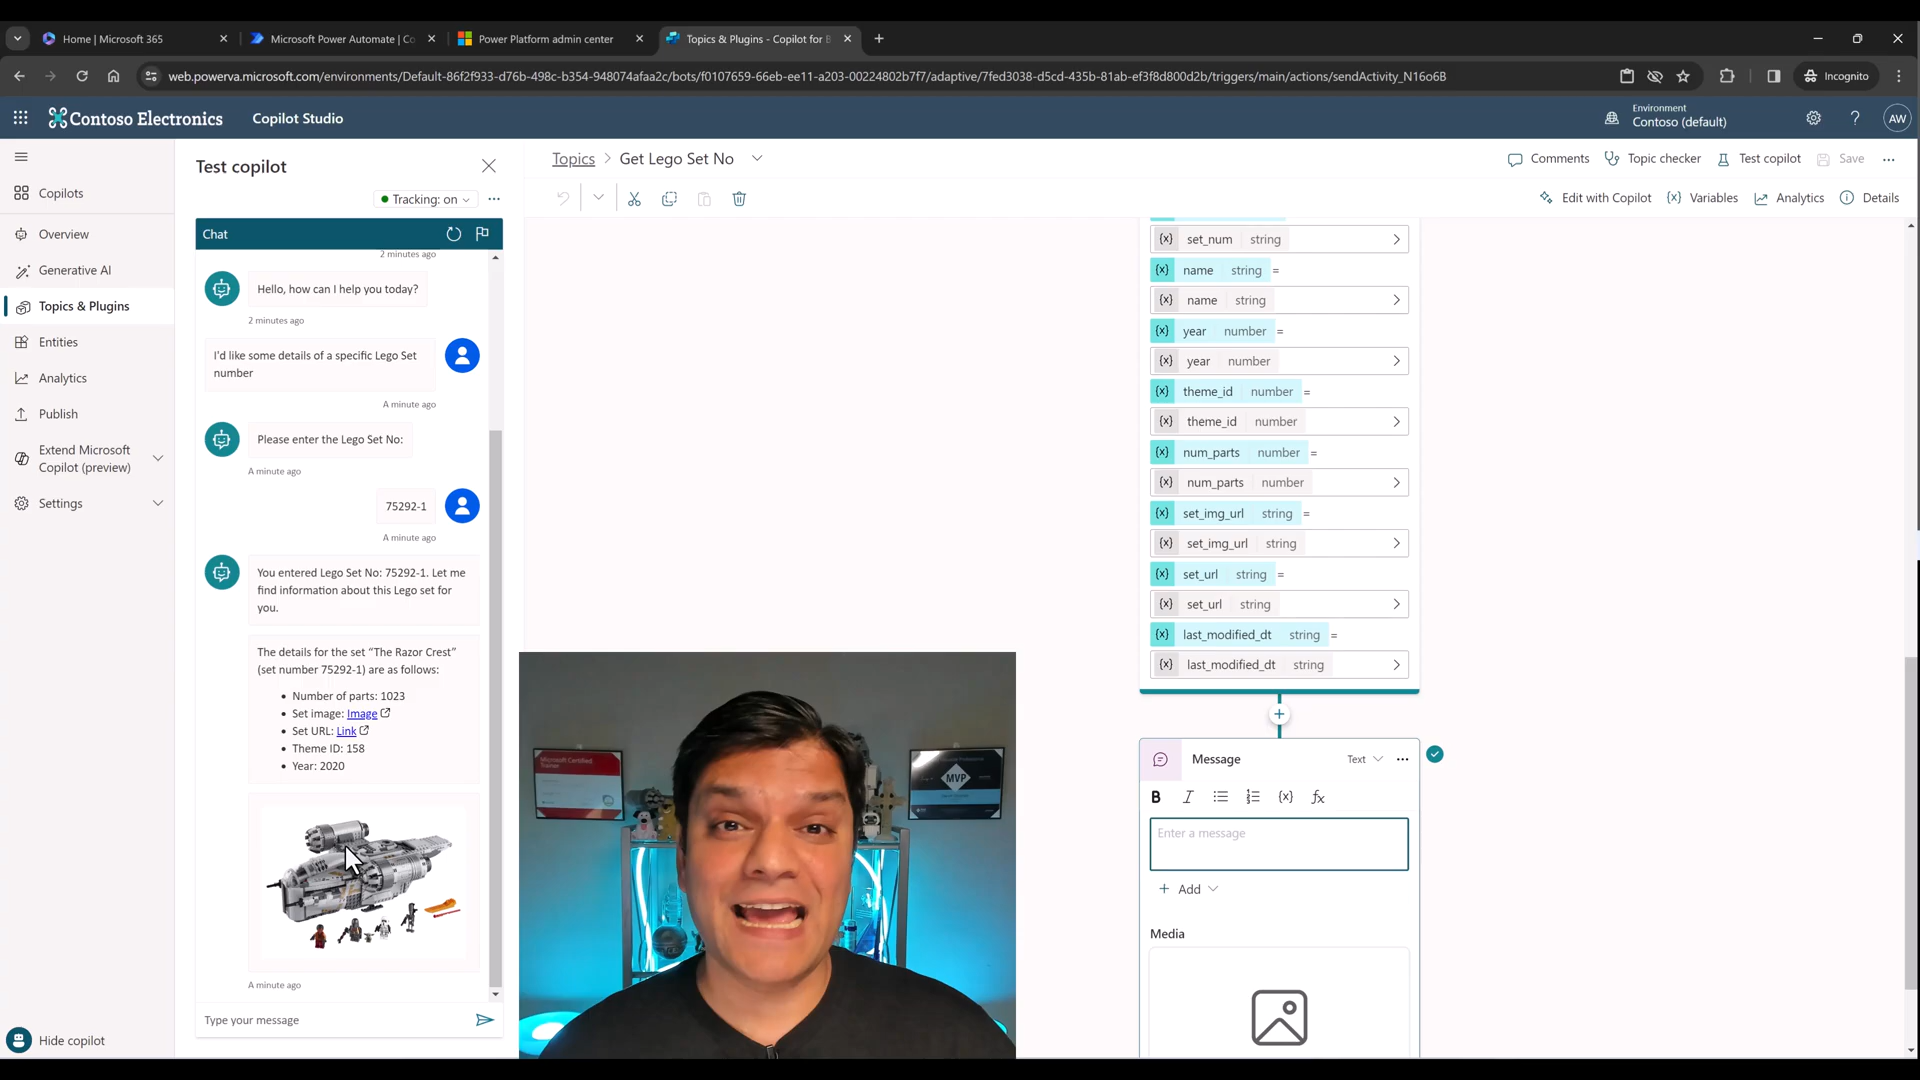 Home | Microsoft 365
Microsoft Power Automate | Co
Power Platform admin center
Topics & Plugins - Copilot for B
web.powerva.microsoft.com/environments/Default-86f2f933-d76b-498c-b354-948074afaa2c/bots/f0107659-66eb-ee11-a203-00224802b7f7/adaptive/7fed3038-d5cd-435b-81ab-ef3f8d800d2b/triggers/main/actions/sendActivity_N16o6B
Incognito
Contoso Electronics
Copilot Studio
Environment
Contoso (default)
AW
Copilots
Overview
Generative AI
Topics & Plugins
Entities
Analytics
Publish
Extend Microsoft
Copilot (preview)
Settings
Hide copilot
Test copilot
Tracking: on
Chat
2 minutes ago
Hello, how can I help you today?
2 minutes ago
I'd like some details of a specific Lego Set
number
A minute ago
Please enter the Lego Set No:
A minute ago
75292-1
A minute ago
You entered Lego Set No: 75292-1. Let me
find information about this Lego set for
you.
The details for the set “The Razor Crest”
(set number 75292-1) are as follows:
• Number of parts: 1023
• Set image: Image
• Set URL: Link
• Theme ID: 158
• Year: 2020
A minute ago
Type your message
Topics > Get Lego Set No
Comments
Topic checker
Test copilot
Save
Edit with Copilot
{x} Variables
Analytics
Details
{x} set_num string
{x} name string =
{x} name string
{x} year number =
{x} year number
{x} theme_id number =
{x} theme_id number
{x} num_parts number =
{x} num_parts number
{x} set_img_url string =
{x} set_img_url string
{x} set_url string =
{x} set_url string
{x} last_modified_dt string =
{x} last_modified_dt string
Message
Text
B I {x} fx
Enter a message
+ Add
Media
Microsoft Certified
Trainer
MVP